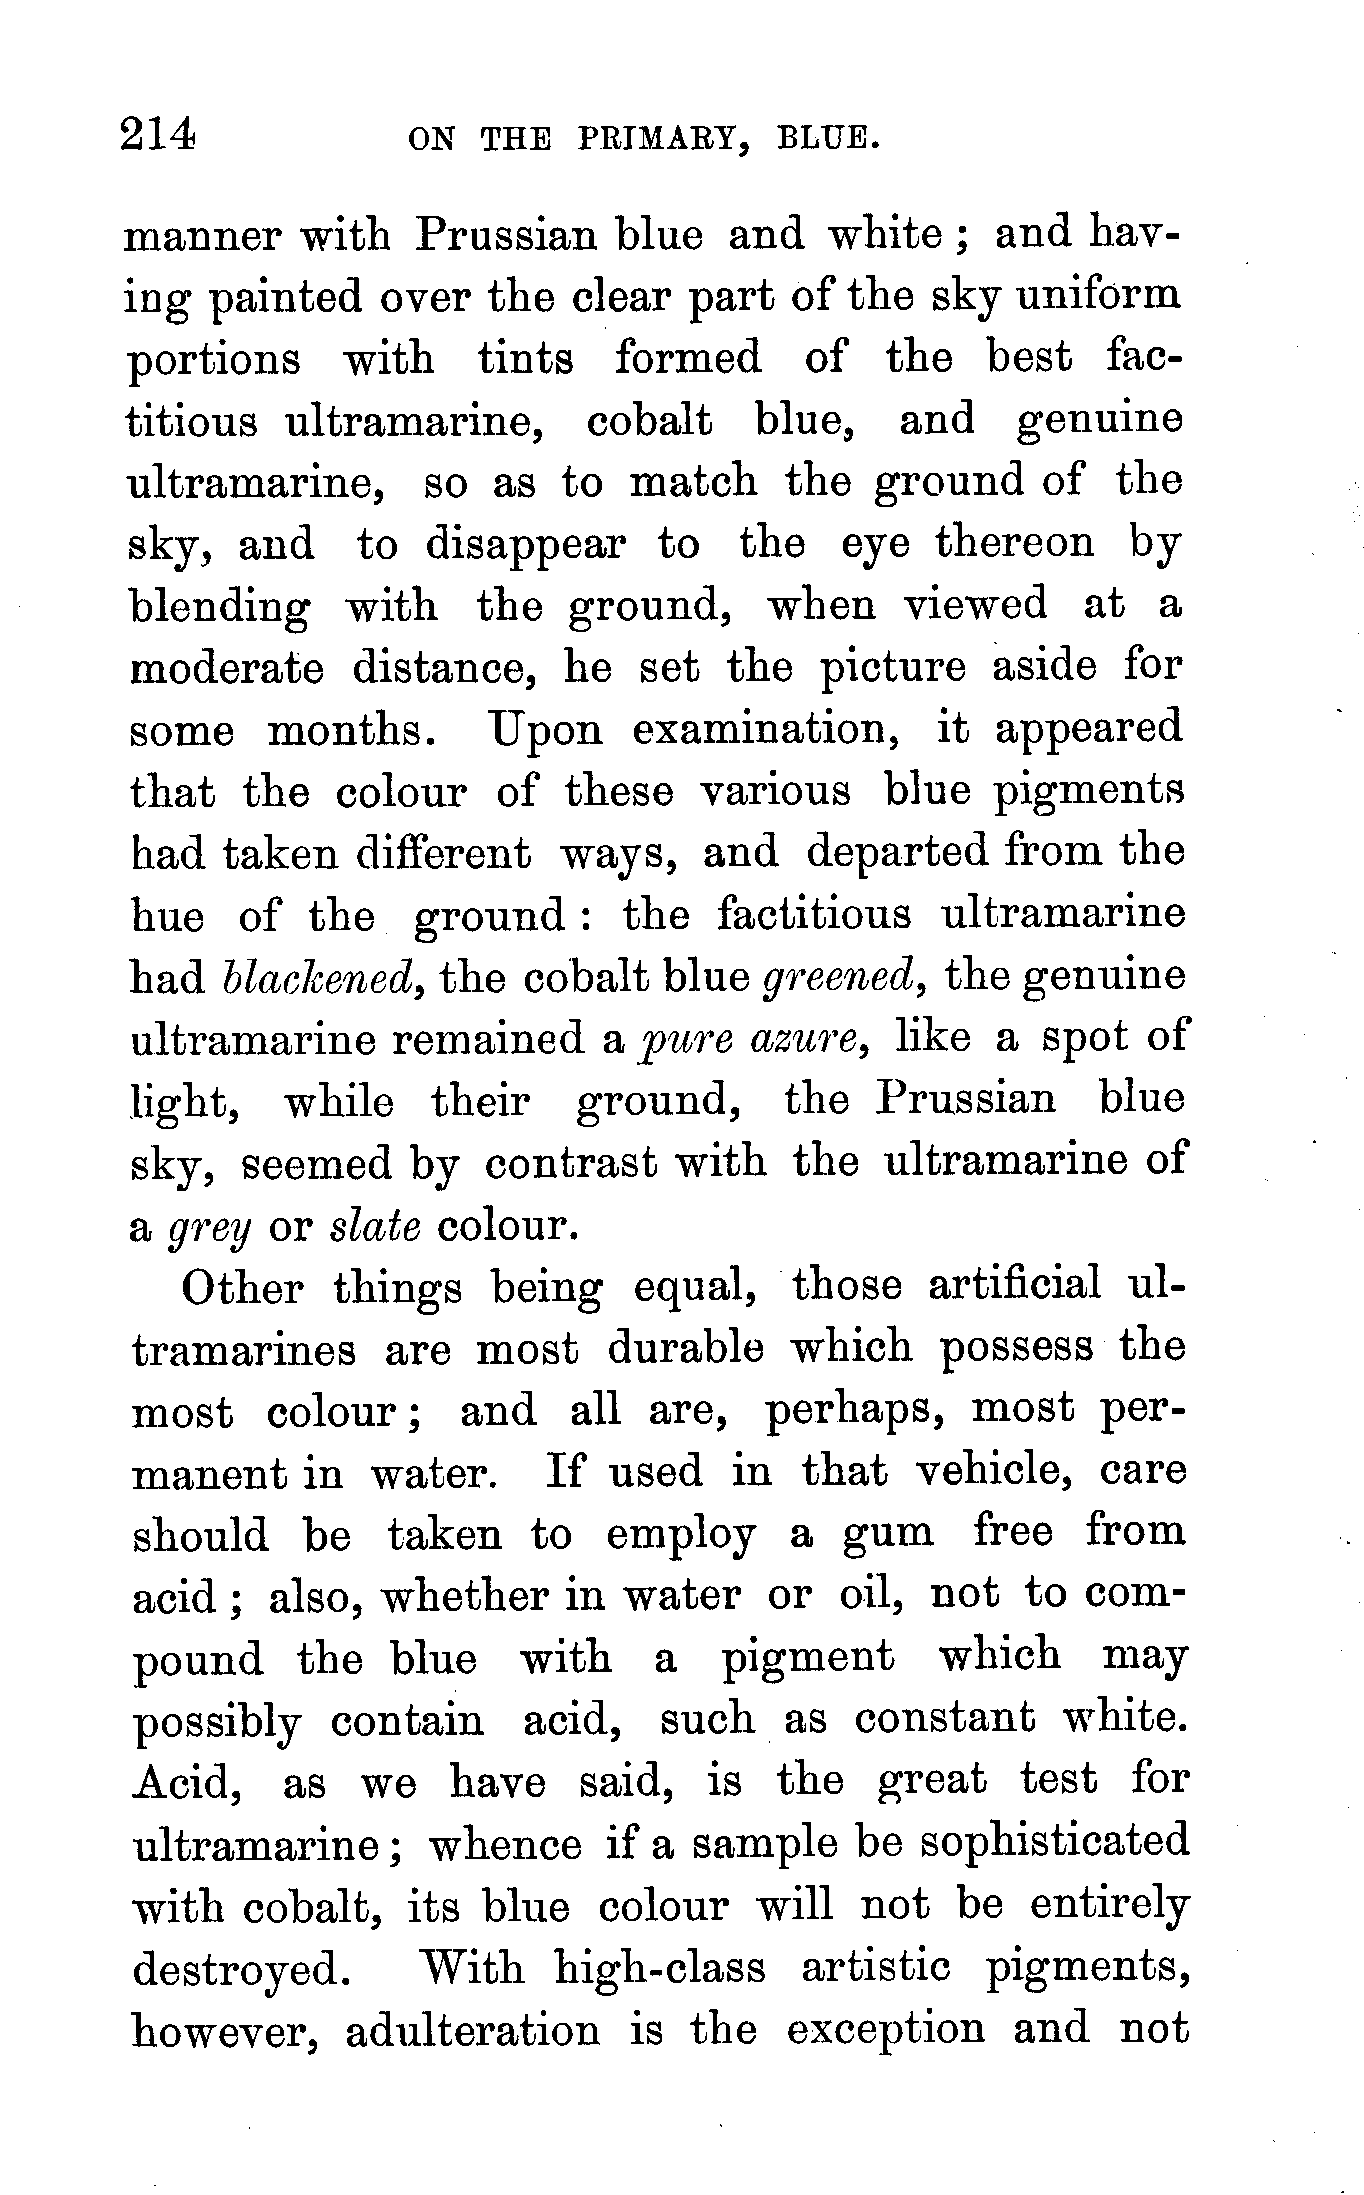 214 ON THE PRIMARY, BLUE.
manner with Prussian blue and white ; and hav-
ing painted over the clear part of the sky uniform
portions with tints formed of the best fac-
titious ultramarine, cobalt blue, and genuine
ultramarine, so as to match the ground of the
sky, and to disappear to the eye thereon by
blending with the ground, when viewed at a
moderate distance, he set the picture aside for
some months. Upon examination, it appeared
that the colour of these various blue pigments
had taken different ways, and departed from the
hue of the ground : the factitious ultramarine
had blackened, the cobalt blue greened, the genuine
ultramarine remained a pure azure, like a spot of
light, while their ground, the Prussian blue
sky, seemed by contrast with the ultramarine of
a grey or slate colour.
Other things being equal, those artificial ul-
tramarines are most durable which possess the
most colour ; and all are, perhaps, most per-
manent in water. If used in that vehicle, care
should be taken to employ a gum free from
acid ; also, whether in water or oil, not to com-
pound the blue with a pigment which may
possibly contain acid, such as constant white.
Acid, as we have said, is the great test for
ultramarine ; whence if a sample be sophisticated
with cobalt, its blue colour will not be entirely
destroyed. With high-class artistic pigments,
however, adulteration is the exception and not